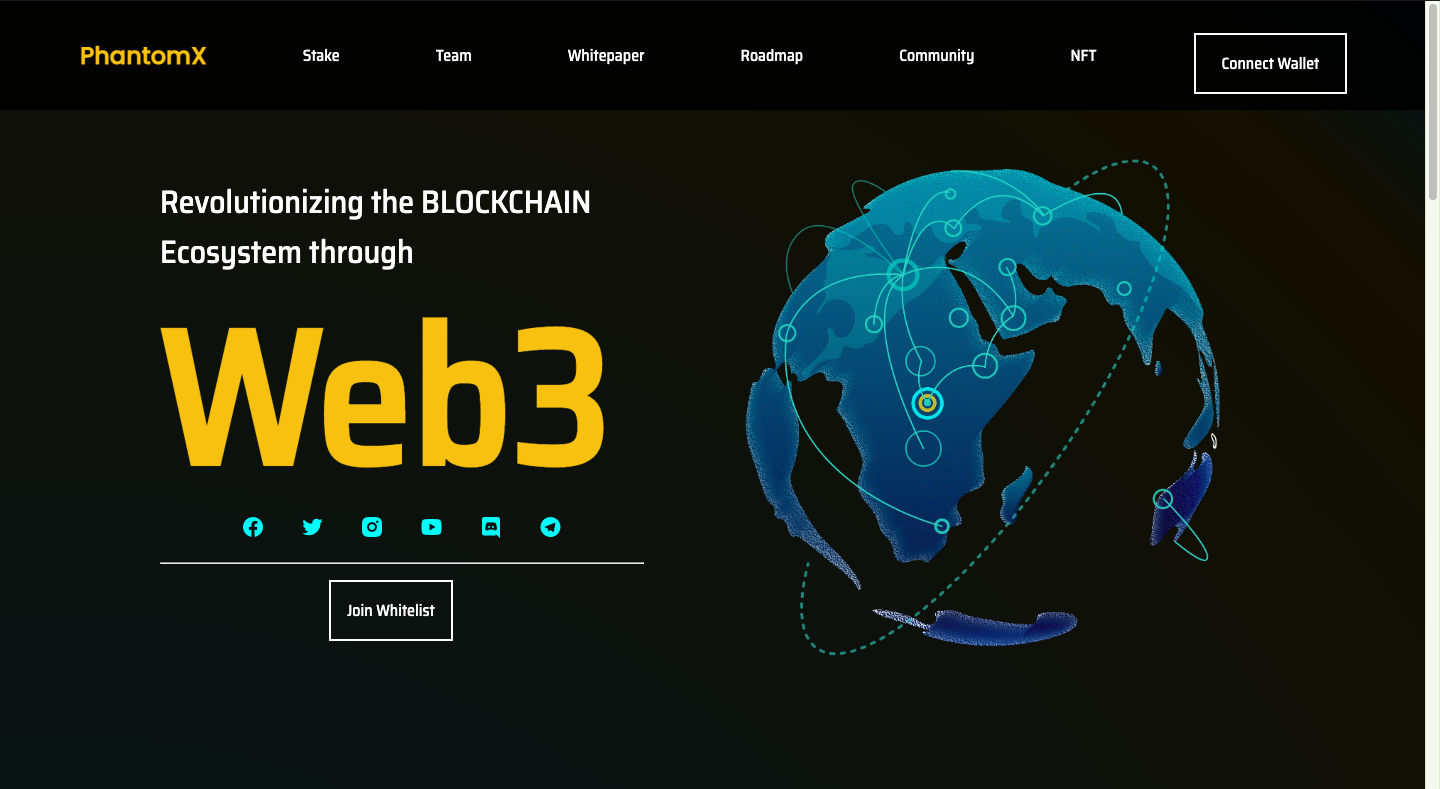 PhantomX
Stake
Team
Whitepaper
Roadmap
Community
NFT
Connect Wallet
Revolutionizing the BLOCKCHAIN
Ecosystem through
Web3
Join Whitelist